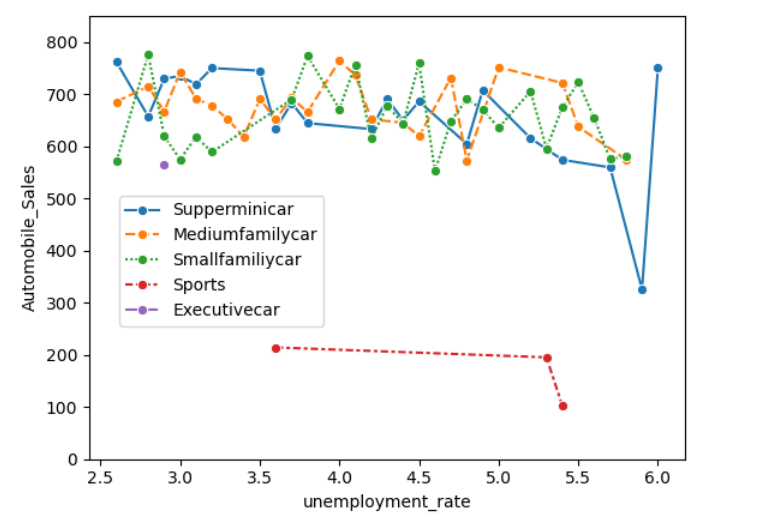 800
700
600
500
400
300
200
100
0
Automobile_Sales
Supperminicar
Mediumfamilycar
Smallfamiliycar
Sports
Executivecar
2.5 3.0 3.5 4.0 4.5 5.0 5.5 6.0
unemployment_rate